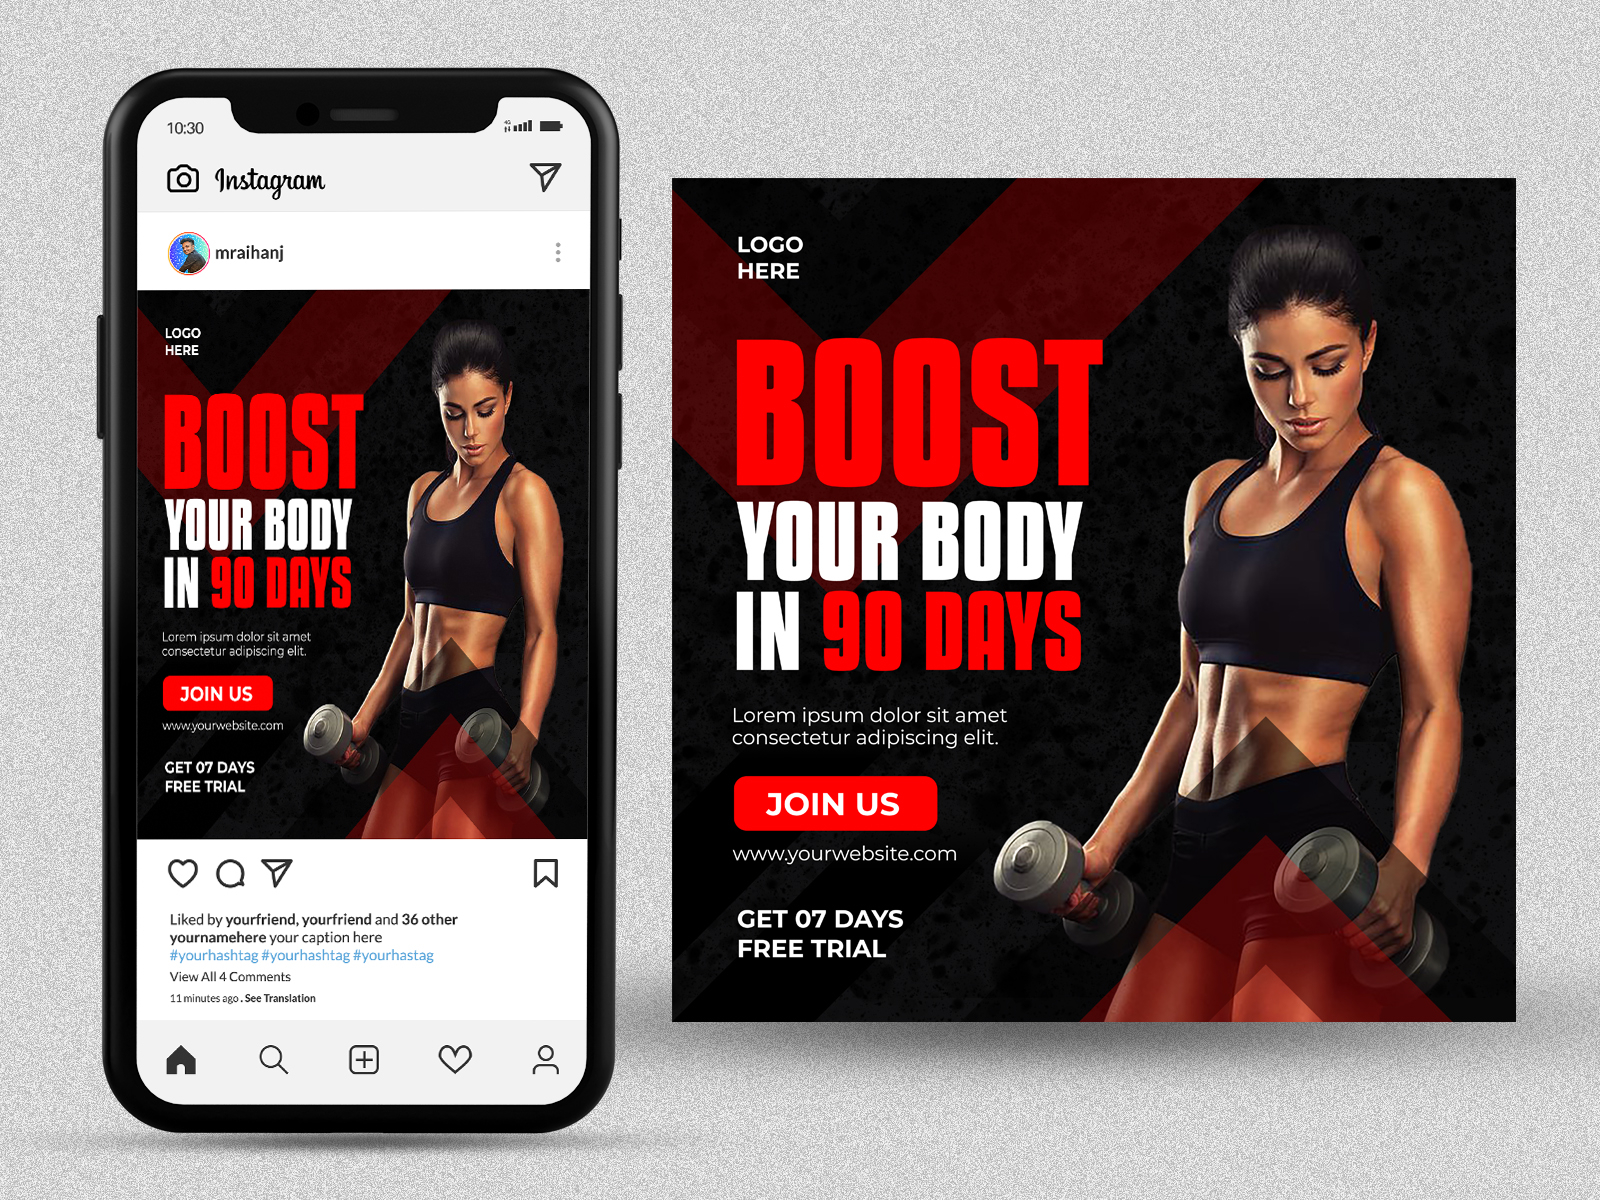 10:30
4G
Instagram
mraihanj
LOGO
HERE
BOOST
YOUR BODY
IN 90 DAYS
Lorem ipsum dolor sit amet
consectetur adipiscing elit.
JOIN US
www.yourwebsite.com
GET 07 DAYS
FREE TRIAL
Liked by yourfriend, yourfriend and 36 other
yournamehere your caption here
#yourhashtag #yourhashtag #yourhastag
View All 4 Comments
11 minutes ago . See Translation
LOGO
HERE
BOOST
YOUR BODY
IN 90 DAYS
Lorem ipsum dolor sit amet
consectetur adipiscing elit.
JOIN US
www.yourwebsite.com
GET 07 DAYS
FREE TRIAL